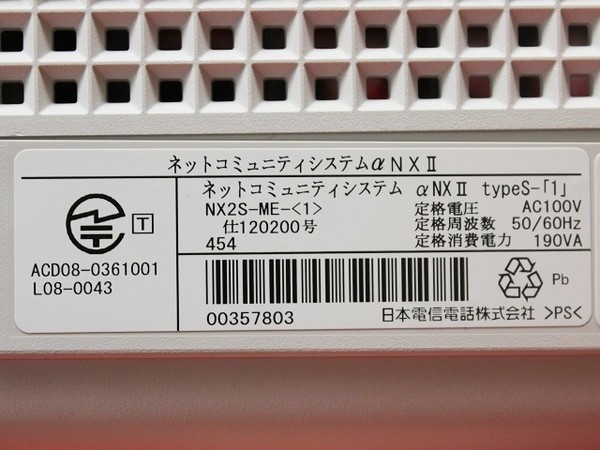 ネットコミュニティシステムαNXⅡ
T
ACD08-0361001
L08-0043
ネットコミュニティシステム αNXⅡ typeS-「1」
NX2S-ME-<1> 定格電圧 AC100V
仕120200号 定格周波数 50/60Hz
454 定格消費電力 190VA
00357803
Pb
日本電信電話株式会社 >PS<